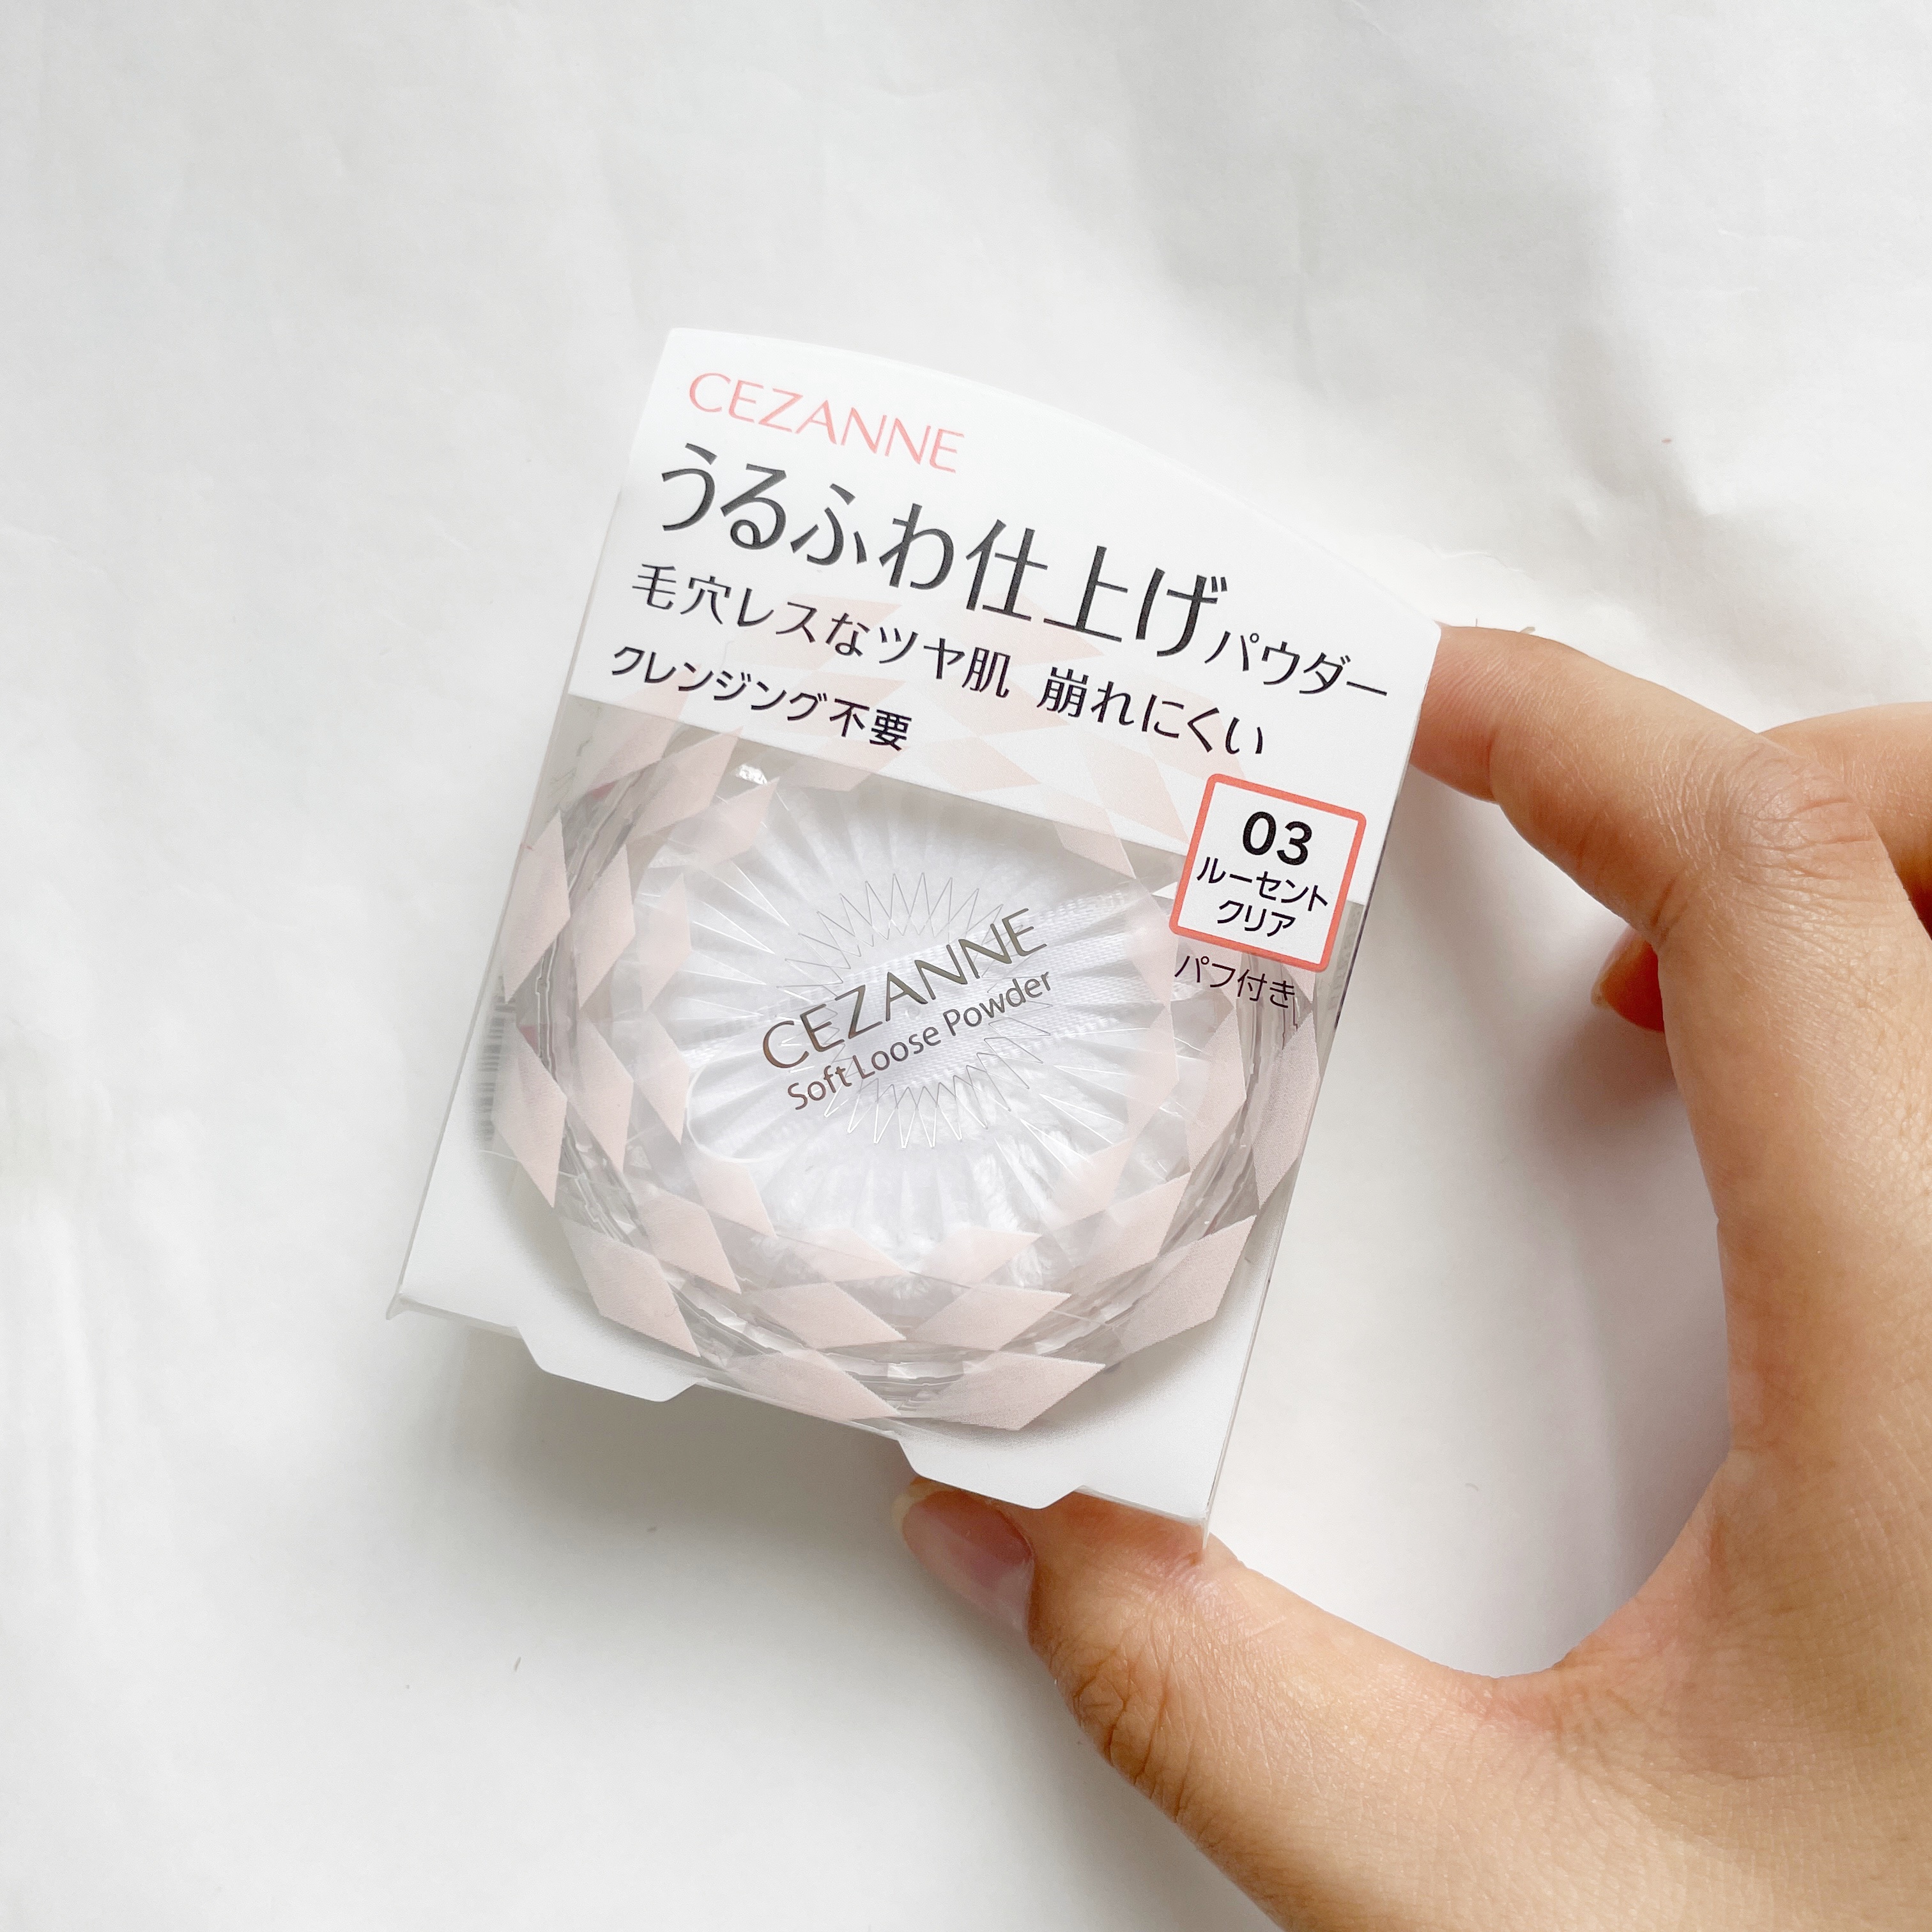 CEZANNE
うるふわ仕上げパウダー
毛穴レスなツヤ肌 崩れにくい
クレンジング不要
03
ルーセント
クリア
パフ付き
CEZANNE
Soft Loose Powder